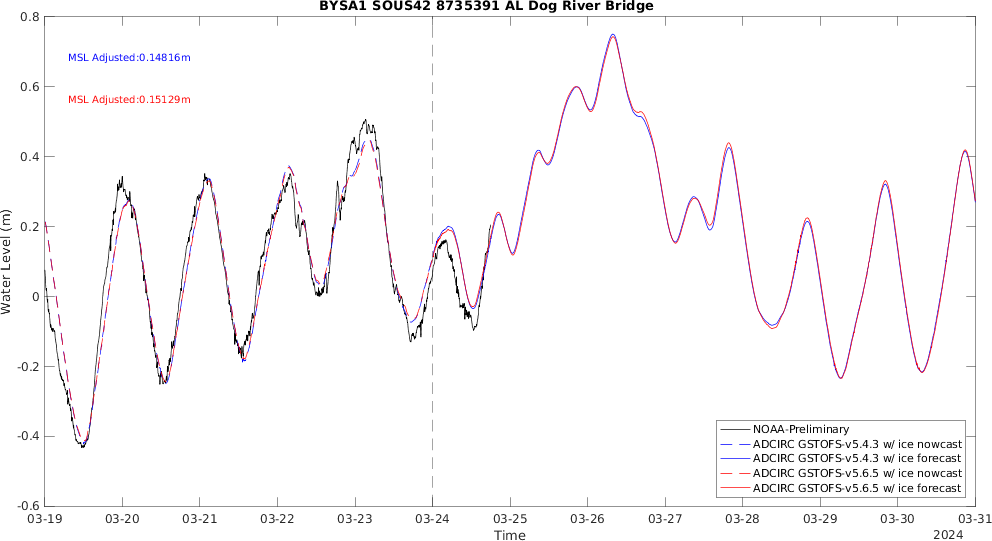 BYSA1 SOUS42 8735391 AL Dog River Bridge
MSL Adjusted:0.14816m
MSL Adjusted:0.15129m
Water Level (m)
0.8
0.6
0.4
0.2
0
-0.2
-0.4
-0.6
NOAA-Preliminary
ADCIRC GSTOFS-v5.4.3 w/ ice nowcast
ADCIRC GSTOFS-v5.4.3 w/ ice forecast
ADCIRC GSTOFS-v5.6.5 w/ ice nowcast
ADCIRC GSTOFS-v5.6.5 w/ ice forecast
03-19 03-20 03-21 03-22 03-23 03-24 03-25 03-26 03-27 03-28 03-29 03-30 03-31
Time
2024